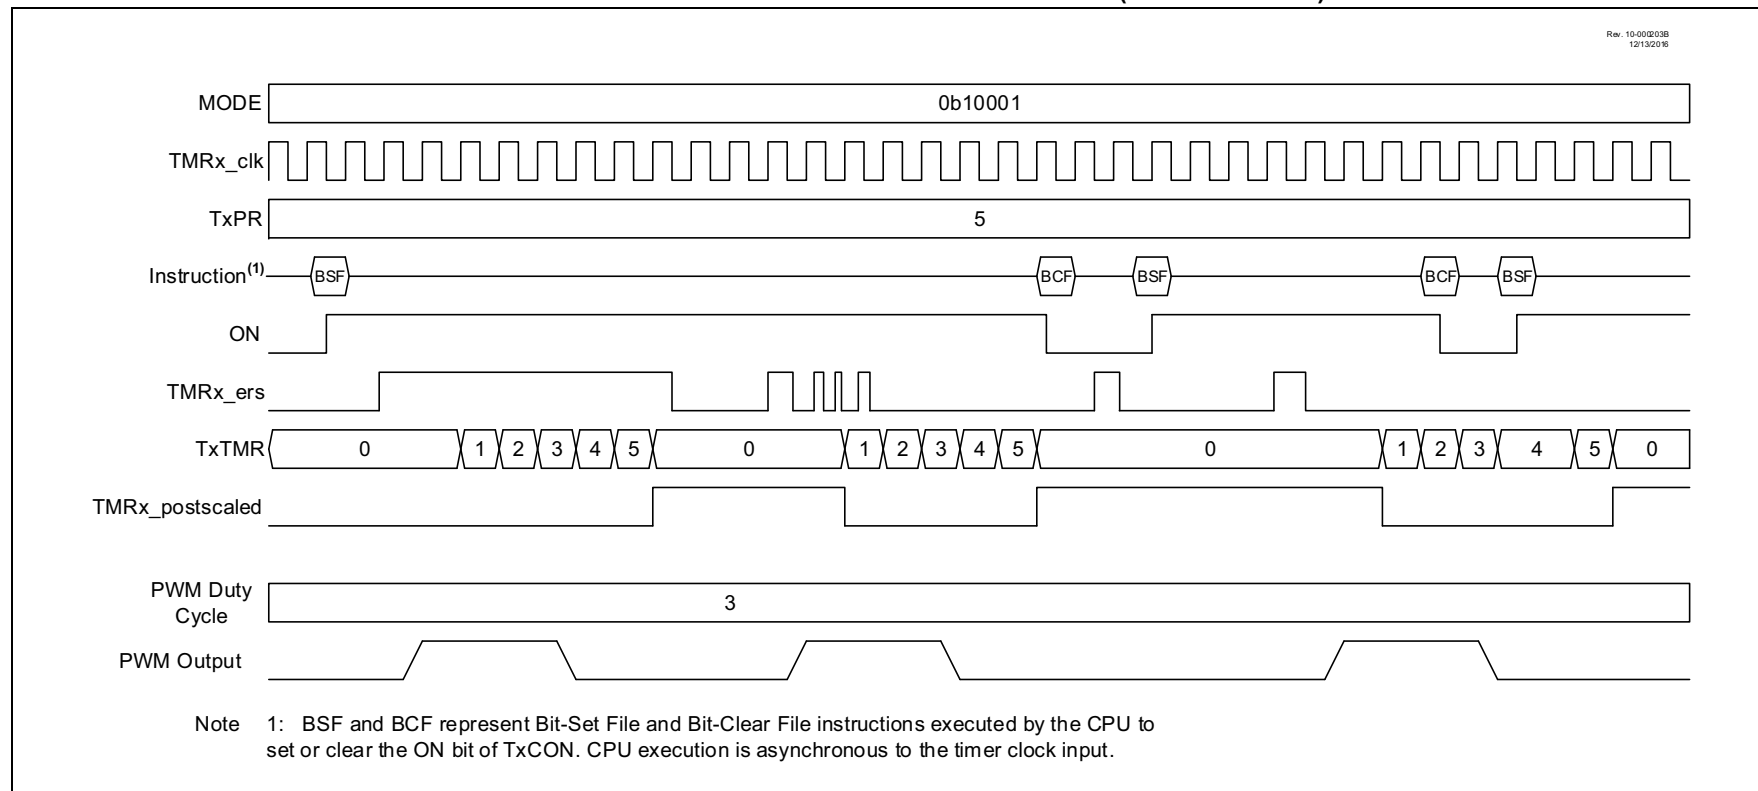 Rev. 10-000203B
12/13/2016
MODE 0b10001
TMRx_clk
TxPR 5
Instruction(1) BSF BCF BSF BCF BSF
ON
TMRx_ers
TxTMR 0 1 2 3 4 5 0 1 2 3 4 5 0 1 2 3 4 5 0
TMRx_postscaled
PWM Duty
Cycle
3
PWM Output
Note 1: BSF and BCF represent Bit-Set File and Bit-Clear File instructions executed by the CPU to
set or clear the ON bit of TxCON. CPU execution is asynchronous to the timer clock input.